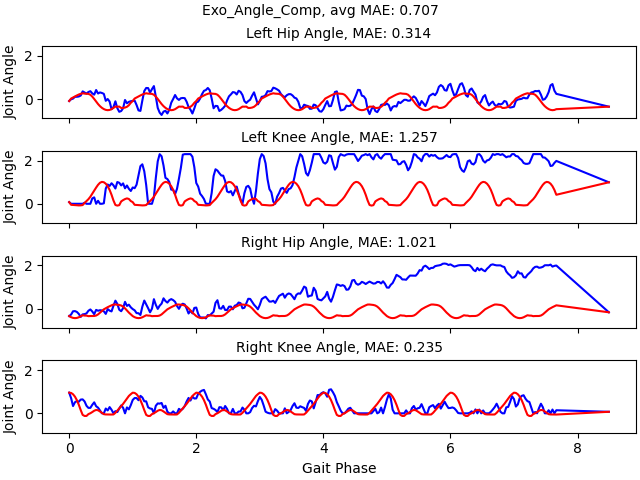 Exo_Angle_Comp, avg MAE: 0.707
Left Hip Angle, MAE: 0.314
Joint Angle
2
0
Left Knee Angle, MAE: 1.257
Joint Angle
2
0
Right Hip Angle, MAE: 1.021
Joint Angle
2
0
Right Knee Angle, MAE: 0.235
Joint Angle
2
0
0 2 4 6 8
Gait Phase